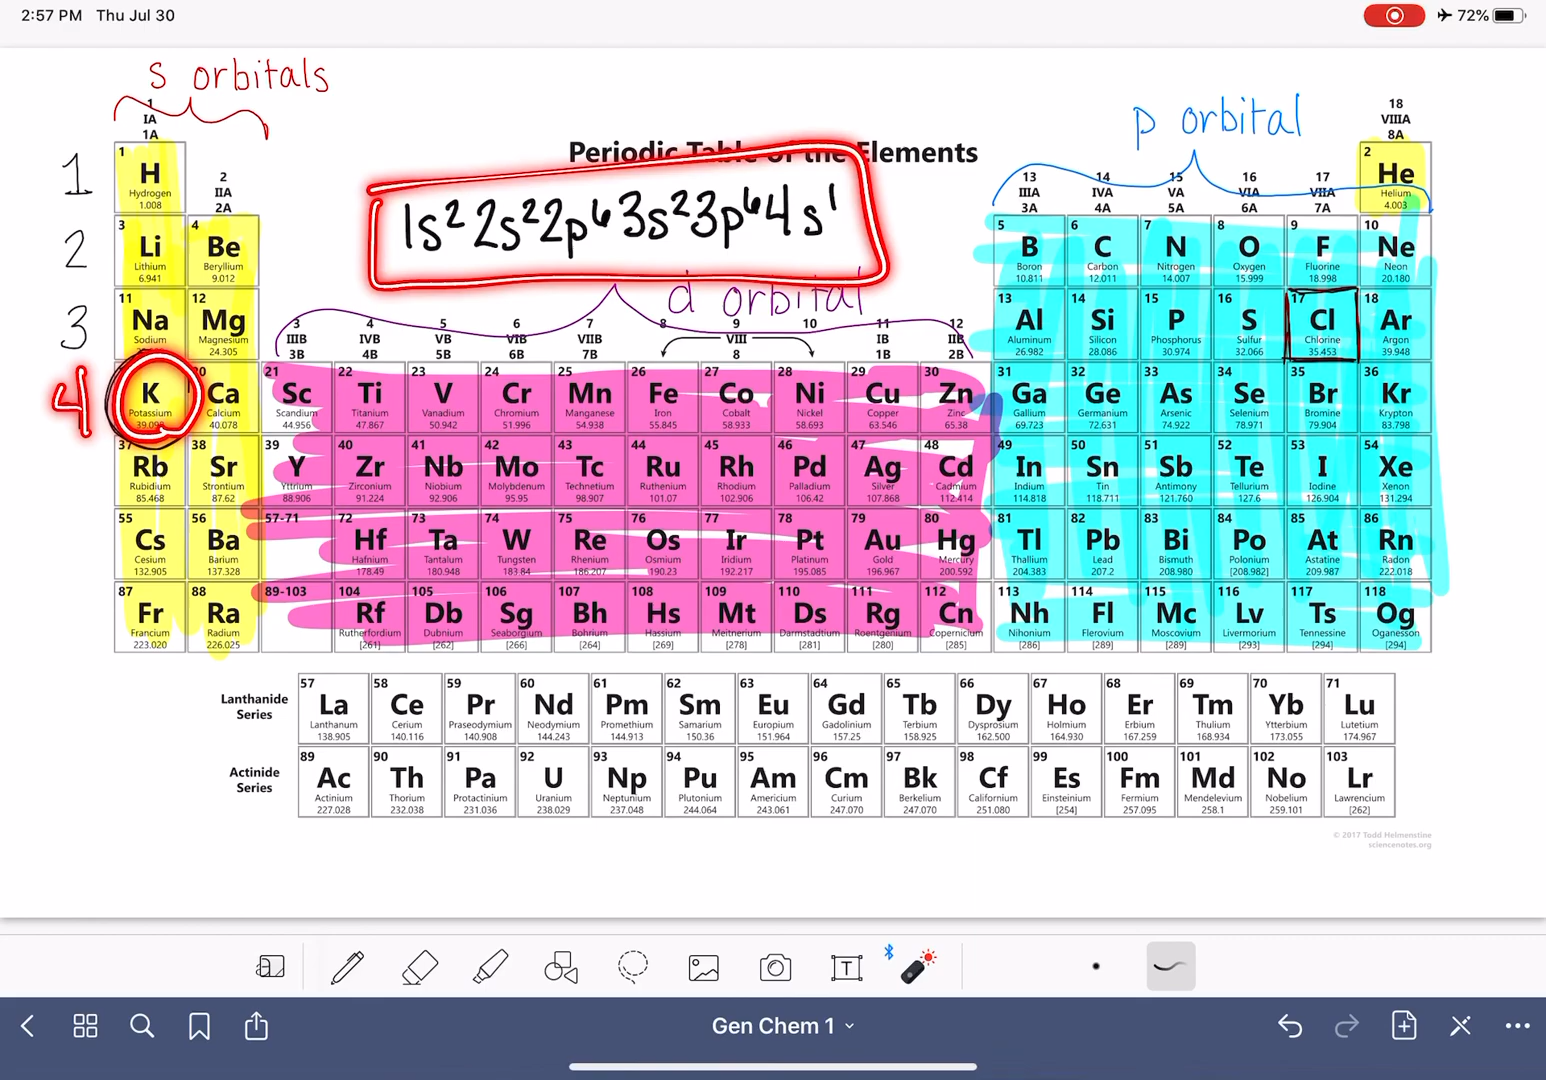 2:57 PM Thu Jul 30
72%
s orbitals
p orbital
1
IA
1A
18
VIIIA
8A
Periodic Table of the Elements
1s² 2s² 2p⁶ 3s² 3p⁶ 4s¹
d orbital
2
IIA
2A
13
IIIA
3A
14
IVA
4A
15
VA
5A
16
VIA
6A
17
VIIA
7A
3
IIIB
3B
4
IVB
4B
5
VB
5B
6
VIB
6B
7
VIIB
7B
8
9
10
VIII
8
11
IB
1B
12
IIB
2B
1
1 H Hydrogen 1.008
2 He Helium 4.003
2
3 Li Lithium 6.941
4 Be Beryllium 9.012
5 B Boron 10.811
6 C Carbon 12.011
7 N Nitrogen 14.007
8 O Oxygen 15.999
9 F Fluorine 18.998
10 Ne Neon 20.180
3
11 Na Sodium
12 Mg Magnesium 24.305
13 Al Aluminum 26.982
14 Si Silicon 28.086
15 P Phosphorus 30.974
16 S Sulfur 32.066
17 Cl Chlorine 35.453
18 Ar Argon 39.948
4
K Potassium 39.098
20 Ca Calcium 40.078
21 Sc Scandium 44.956
22 Ti Titanium 47.867
23 V Vanadium 50.942
24 Cr Chromium 51.996
25 Mn Manganese 54.938
26 Fe Iron 55.845
27 Co Cobalt 58.933
28 Ni Nickel 58.693
29 Cu Copper 63.546
30 Zn Zinc 65.38
31 Ga Gallium 69.723
32 Ge Germanium 72.631
33 As Arsenic 74.922
34 Se Selenium 78.971
35 Br Bromine 79.904
36 Kr Krypton 83.798
37 Rb Rubidium 85.468
38 Sr Strontium 87.62
39 Y Yttrium 88.906
40 Zr Zirconium 91.224
41 Nb Niobium 92.906
42 Mo Molybdenum 95.95
43 Tc Technetium 98.907
44 Ru Ruthenium 101.07
45 Rh Rhodium 102.906
46 Pd Palladium 106.42
47 Ag Silver 107.868
48 Cd Cadmium 112.414
49 In Indium 114.818
50 Sn Tin 118.711
51 Sb Antimony 121.760
52 Te Tellurium 127.6
53 I Iodine 126.904
54 Xe Xenon 131.294
55 Cs Cesium 132.905
56 Ba Barium 137.328
57-71
72 Hf Hafnium 178.49
73 Ta Tantalum 180.948
74 W Tungsten 183.84
75 Re Rhenium 186.207
76 Os Osmium 190.23
77 Ir Iridium 192.217
78 Pt Platinum 195.085
79 Au Gold 196.967
80 Hg Mercury 200.592
81 Tl Thallium 204.383
82 Pb Lead 207.2
83 Bi Bismuth 208.980
84 Po Polonium [208.982]
85 At Astatine 209.987
86 Rn Radon 222.018
87 Fr Francium 223.020
88 Ra Radium 226.025
89-103
104 Rf Rutherfordium [261]
105 Db Dubnium [262]
106 Sg Seaborgium [266]
107 Bh Bohrium [264]
108 Hs Hassium [269]
109 Mt Meitnerium [278]
110 Ds Darmstadtium [281]
111 Rg Roentgenium [280]
112 Cn Copernicium [285]
113 Nh Nihonium [286]
114 Fl Flerovium [289]
115 Mc Moscovium [289]
116 Lv Livermorium [293]
117 Ts Tennessine [294]
118 Og Oganesson [294]
Lanthanide
Series
57 La Lanthanum 138.905
58 Ce Cerium 140.116
59 Pr Praseodymium 140.908
60 Nd Neodymium 144.243
61 Pm Promethium 144.913
62 Sm Samarium 150.36
63 Eu Europium 151.964
64 Gd Gadolinium 157.25
65 Tb Terbium 158.925
66 Dy Dysprosium 162.500
67 Ho Holmium 164.930
68 Er Erbium 167.259
69 Tm Thulium 168.934
70 Yb Ytterbium 173.055
71 Lu Lutetium 174.967
Actinide
Series
89 Ac Actinium 227.028
90 Th Thorium 232.038
91 Pa Protactinium 231.036
92 U Uranium 238.029
93 Np Neptunium 237.048
94 Pu Plutonium 244.064
95 Am Americium 243.061
96 Cm Curium 247.070
97 Bk Berkelium 247.070
98 Cf Californium 251.080
99 Es Einsteinium [254]
100 Fm Fermium 257.095
101 Md Mendelevium 258.1
102 No Nobelium 259.101
103 Lr Lawrencium [262]
© 2017 Todd Helmenstine
sciencenotes.org
T
Gen Chem 1